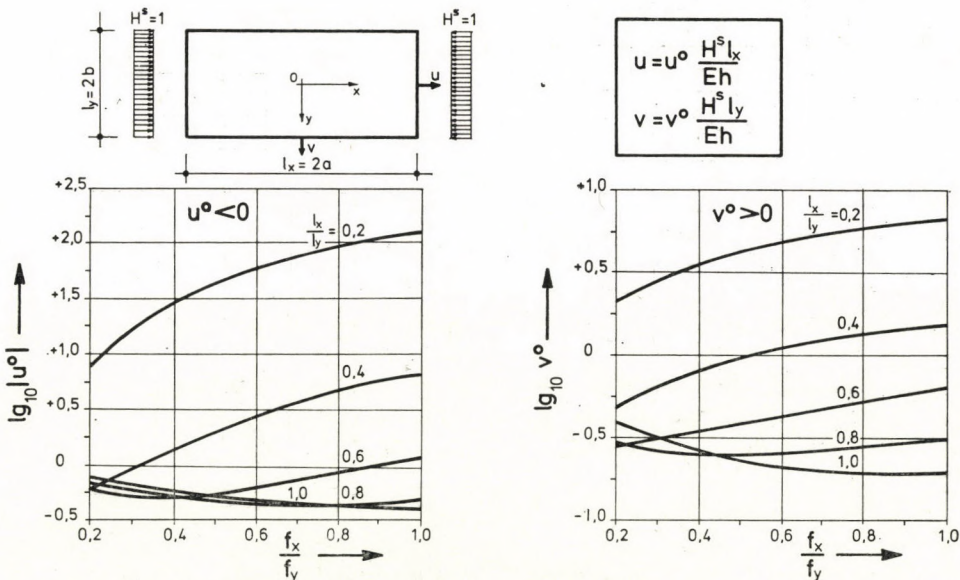 H^s=1
H^s=1
l_y = 2b
0
x
y
u
v
l_x = 2a
u = u° H^s l_x / Eh
v = v° H^s l_y / Eh
+2,5
+2,0
+1,5
+1,0
+0,5
0
-0,5
lg₁₀|u°|
u° < 0
l_x / l_y = 0,2
0,4
0,6
1,0
0,8
0,2
0,4
0,6
0,8
1,0
f_x / f_y
+1,0
+0,5
0
-0,5
-1,0
lg₁₀ v°
v° > 0
l_x / l_y = 0,2
0,4
0,6
0,8
1,0
0,2
0,4
0,6
0,8
1,0
f_x / f_y